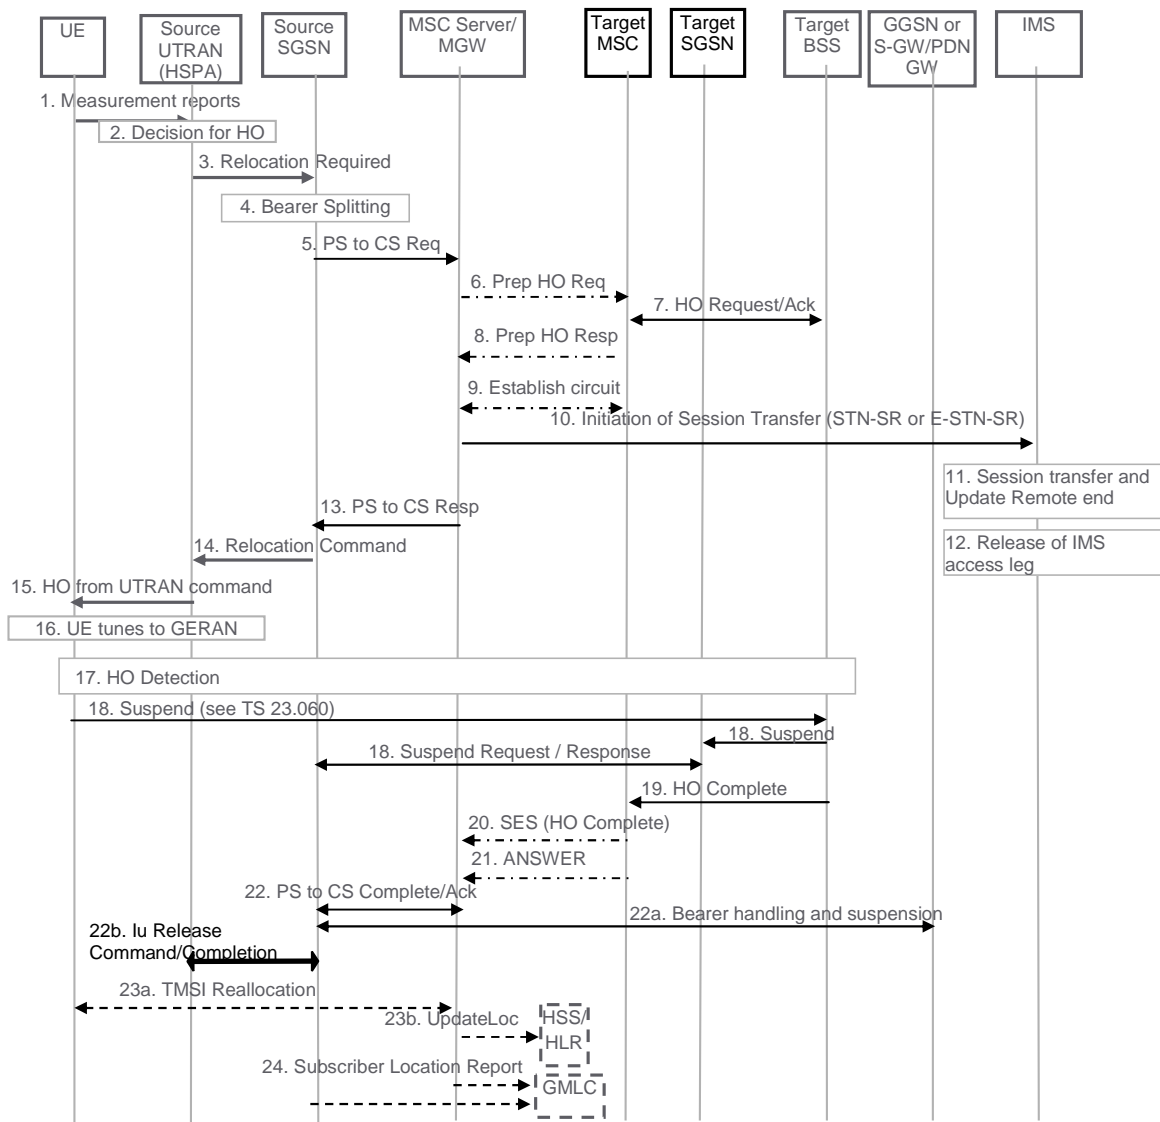 UE
Source
UTRAN
(HSPA)
Source
SGSN
MSC Server/
MGW
Target
MSC
Target
SGSN
Target
BSS
GGSN or
S-GW/PDN
GW
IMS
1. Measurement reports
2. Decision for HO
3. Relocation Required
4. Bearer Splitting
5. PS to CS Req
6. Prep HO Req
7. HO Request/Ack
8. Prep HO Resp
9. Establish circuit
10. Initiation of Session Transfer (STN-SR or E-STN-SR)
11. Session transfer and
Update Remote end
12. Release of IMS
access leg
13. PS to CS Resp
14. Relocation Command
15. HO from UTRAN command
16. UE tunes to GERAN
17. HO Detection
18. Suspend (see TS 23.060)
18. Suspend
18. Suspend Request / Response
19. HO Complete
20. SES (HO Complete)
21. ANSWER
22. PS to CS Complete/Ack
22a. Bearer handling and suspension
22b. Iu Release
Command/Completion
23a. TMSI Reallocation
23b. UpdateLoc
HSS/
HLR
24. Subscriber Location Report
GMLC